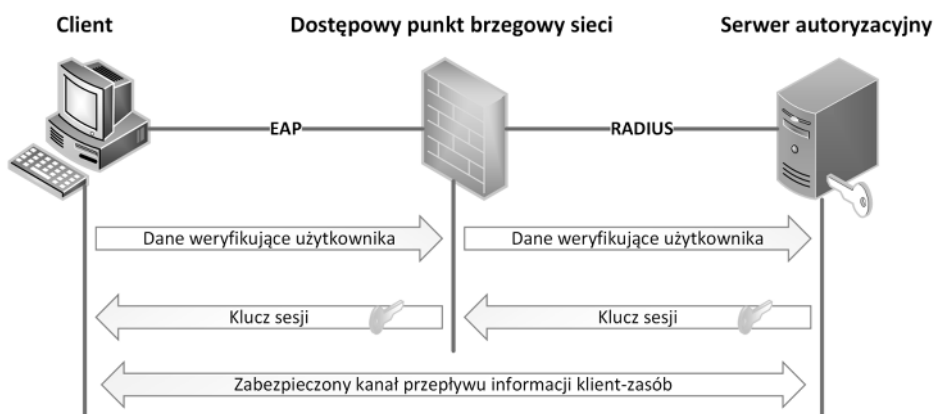 Client
Dostępowy punkt brzegowy sieci
Serwer autoryzacyjny
EAP
RADIUS
Dane weryfikujące użytkownika
Dane weryfikujące użytkownika
Klucz sesji
Klucz sesji
Zabezpieczony kanał przepływu informacji klient-zasób